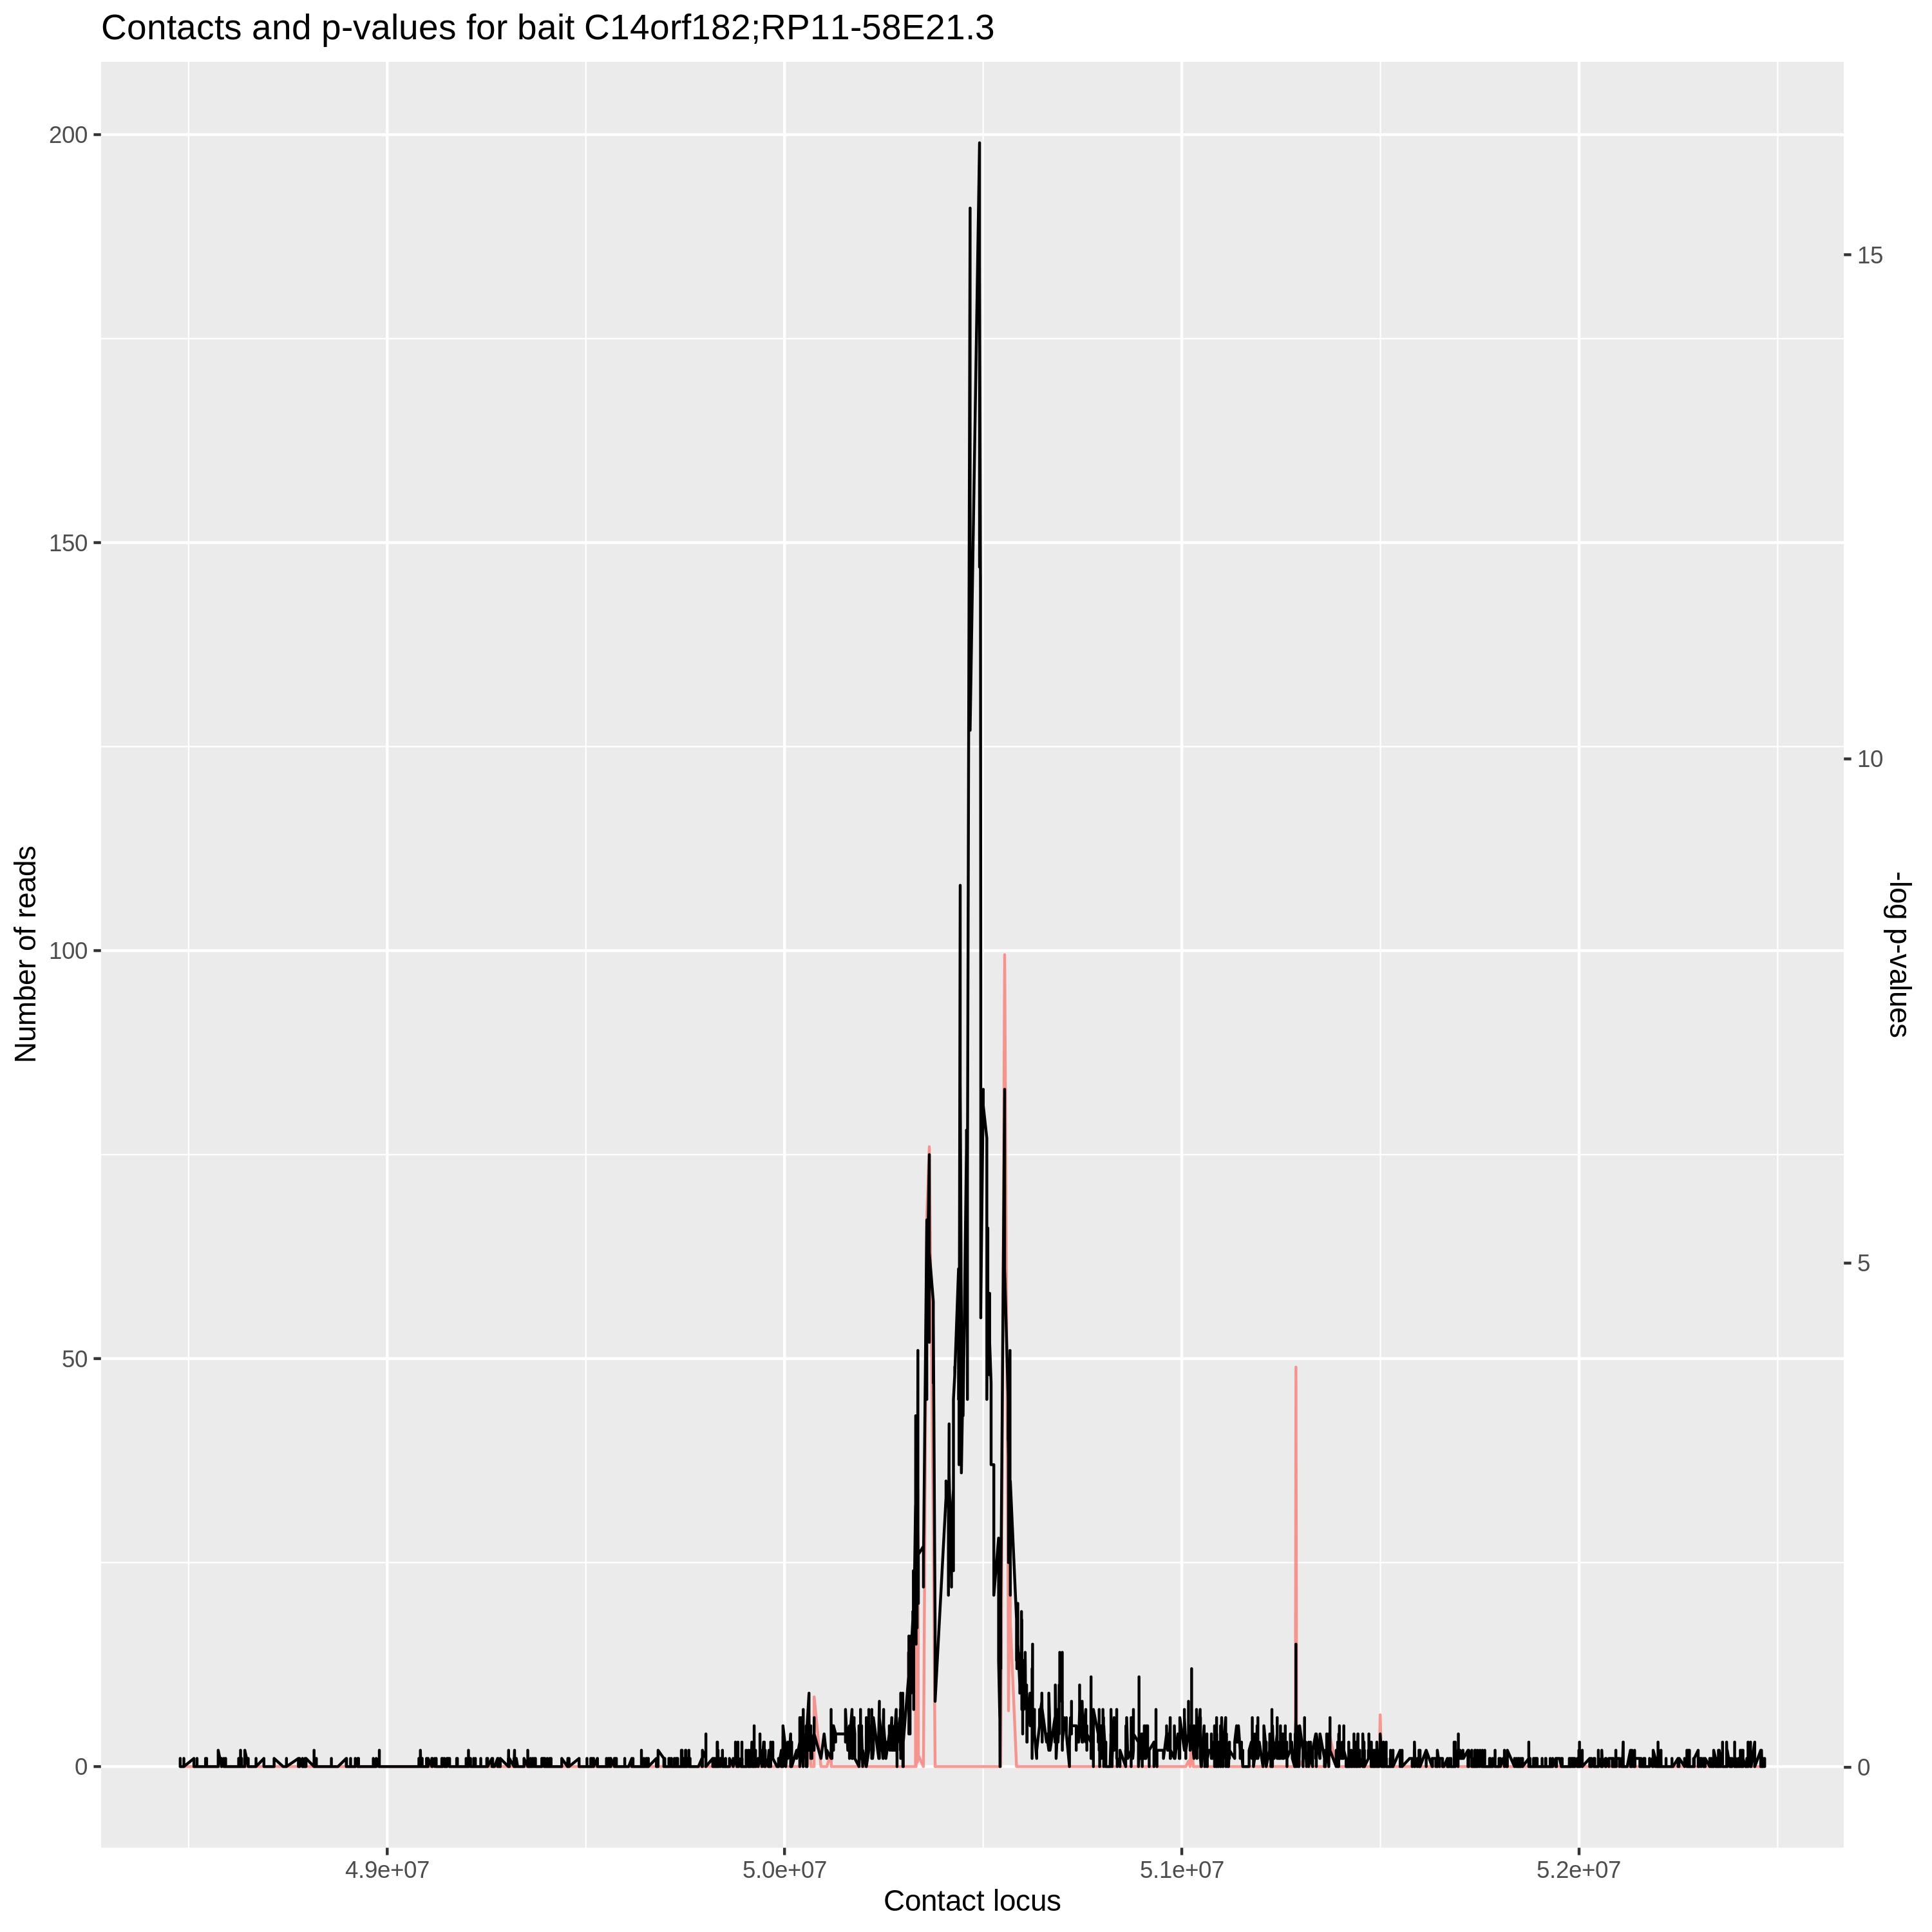 Contacts and p-values for bait C14orf182;RP11-58E21.3
200
150
100
50
0
Number of reads
15
10
5
0
-log p-values
4.9e+07
5.0e+07
5.1e+07
5.2e+07
Contact locus